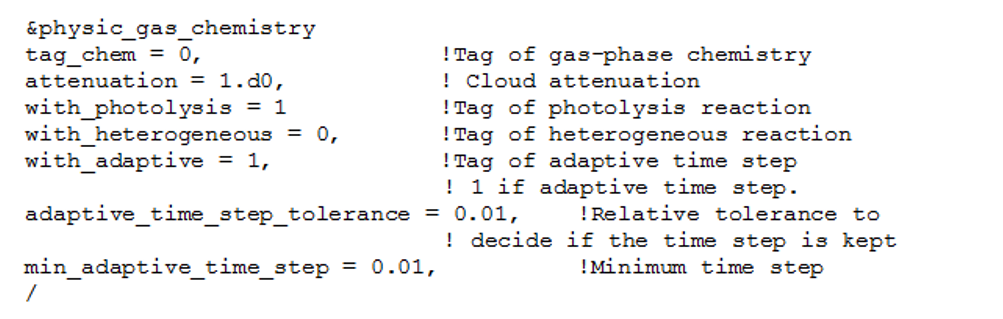 &physic_gas_chemistry
tag_chem = 0, !Tag of gas-phase chemistry
attenuation = 1.d0, ! Cloud attenuation
with_photolysis = 1 !Tag of photolysis reaction
with_heterogeneous = 0, !Tag of heterogeneous reaction
with_adaptive = 1, !Tag of adaptive time step
! 1 if adaptive time step.
adaptive_time_step_tolerance = 0.01, !Relative tolerance to
! decide if the time step is kept
min_adaptive_time_step = 0.01, !Minimum time step
/